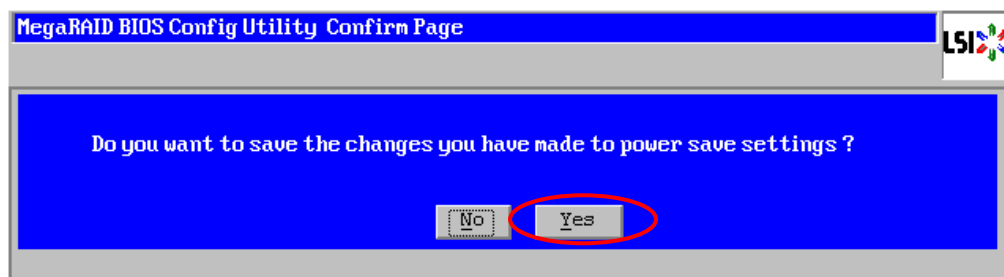 MegaRAID BIOS Config Utility Confirm Page
LSI
Do you want to save the changes you have made to power save settings ?
No
Yes